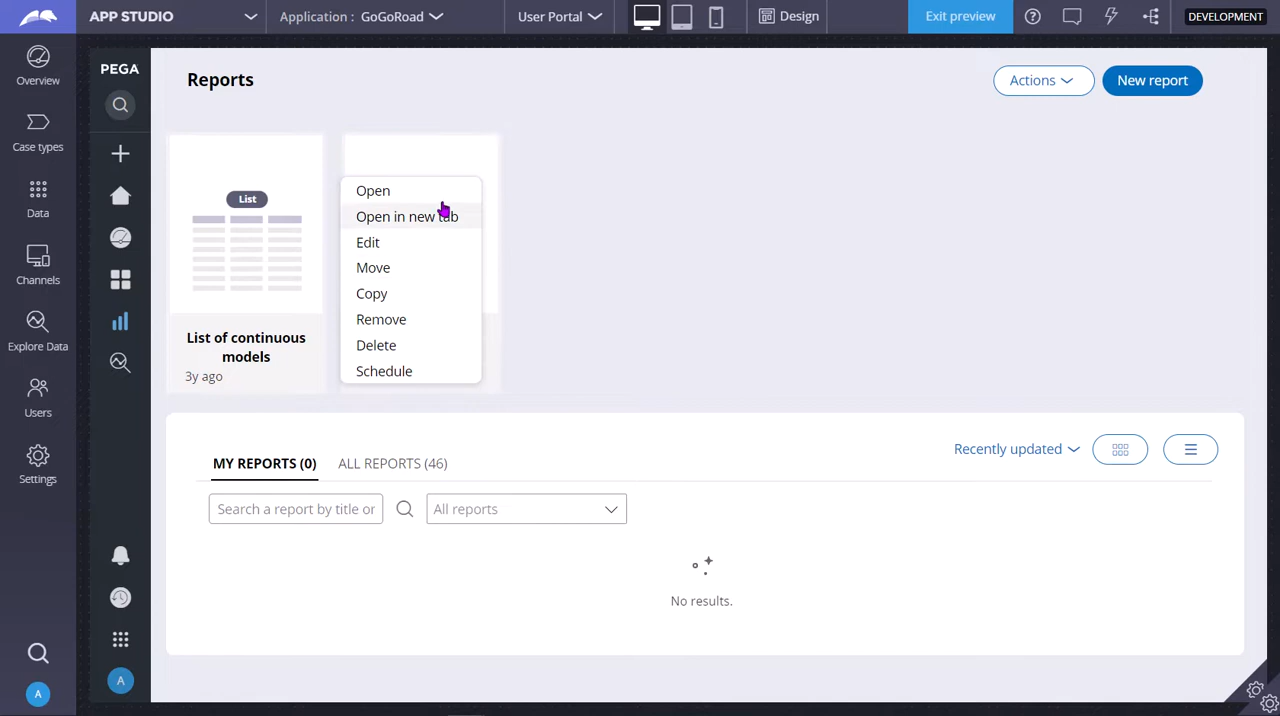 APP STUDIO
Application : GoGoRoad
User Portal
Design
Exit preview
DEVELOPMENT
Overview
Case types
Data
Channels
Explore Data
Users
Settings
A
PEGA
A
Reports
Actions
New report
List
List of continuous
models
3y ago
Open
Open in new tab
Edit
Move
Copy
Remove
Delete
Schedule
MY REPORTS (0)
ALL REPORTS (46)
Recently updated
Search a report by title or
All reports
No results.